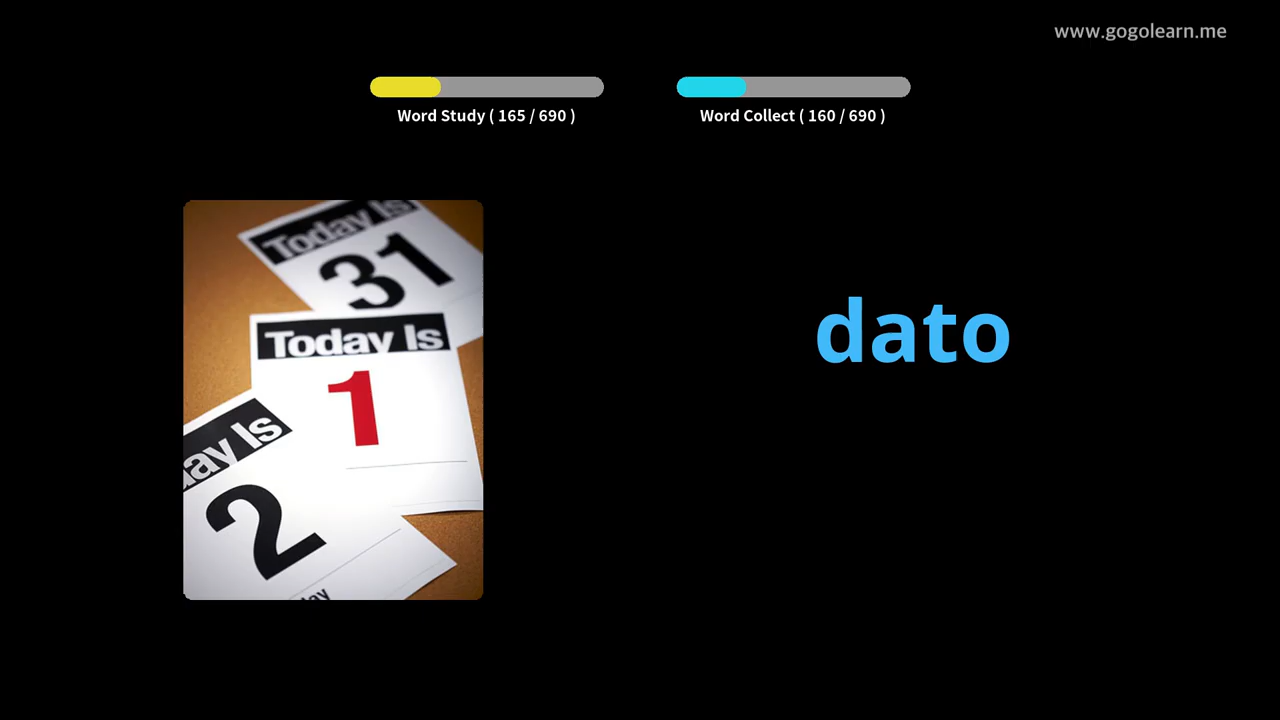 www.gogolearn.me
Word Study ( 165 / 690 )
Word Collect ( 160 / 690 )
Today Is
31
Today Is
1
ay Is
2
day
dato